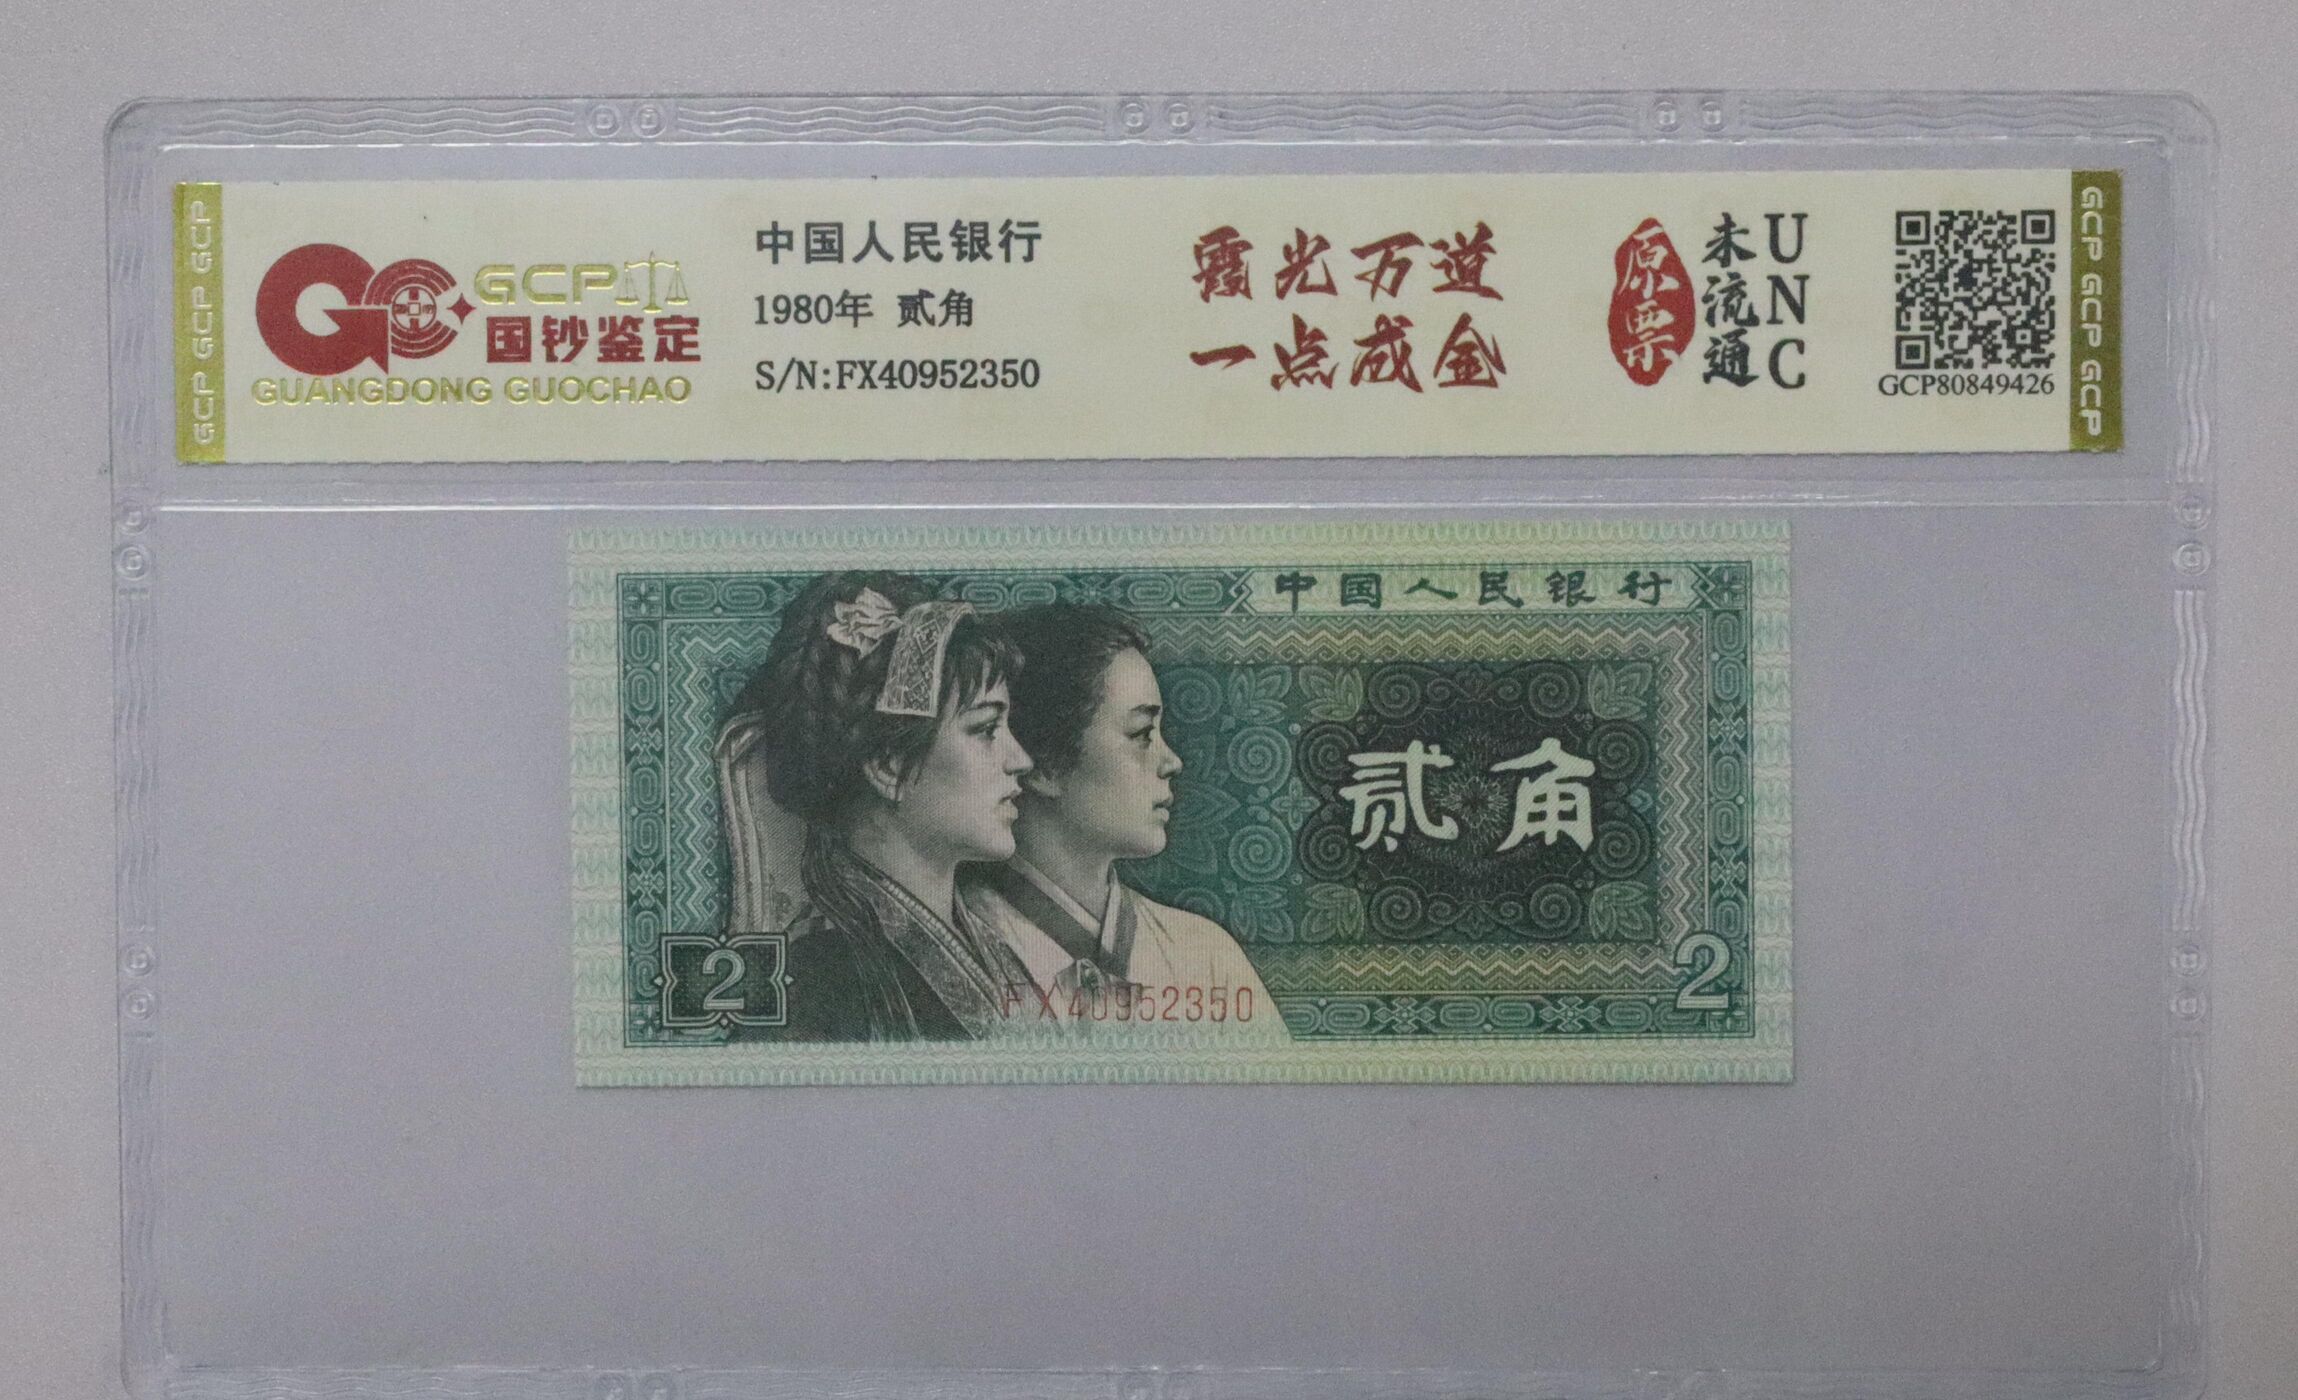 GCP GCP GCP
GCP
国钞鉴定
GUANGDONG GUOCHAO
中国人民银行
1980年 贰角
S/N:FX40952350
霞光万道
一点成金
原票
未流通
UNC
GCP80849426
GCP GCP GCP
中国人民银行
贰角
2
2
FX40952350